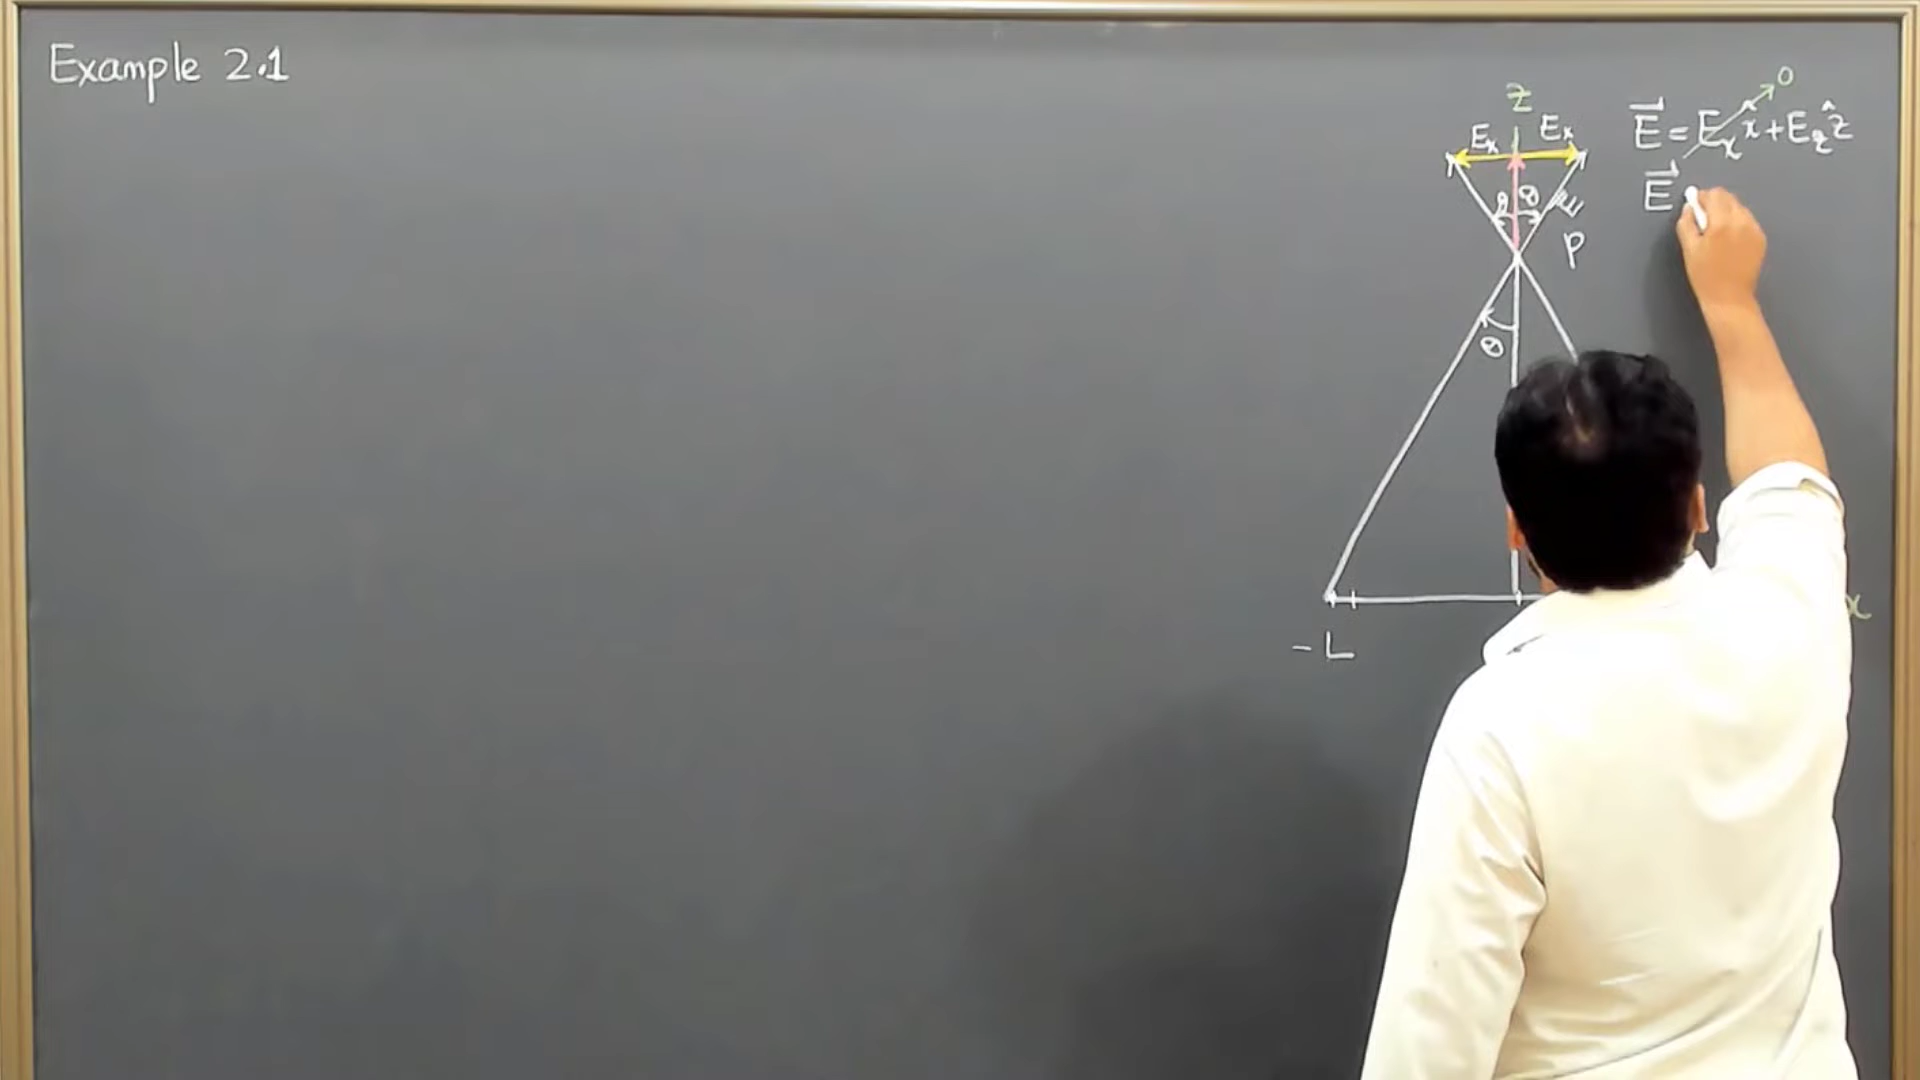 Example 2.1
z
0
Ex Ex
E⃗ = Ex x̂ + Ez ẑ
E⃗
θ θ
P
θ
x
- L